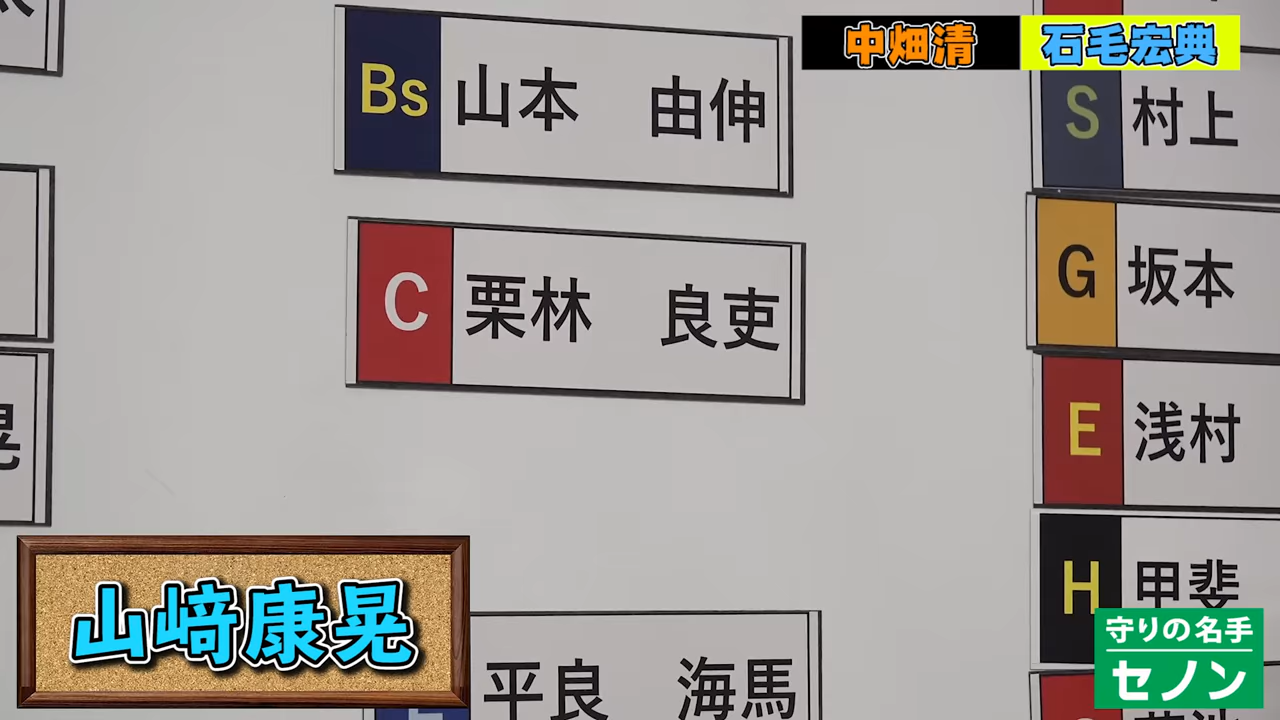 中畑清 石毛宏典
Bs 山本 由伸
C 栗林 良吏
平良 海馬
S 村上
G 坂本
E 浅村
H 甲斐
山﨑康晃
守りの名手
セノン